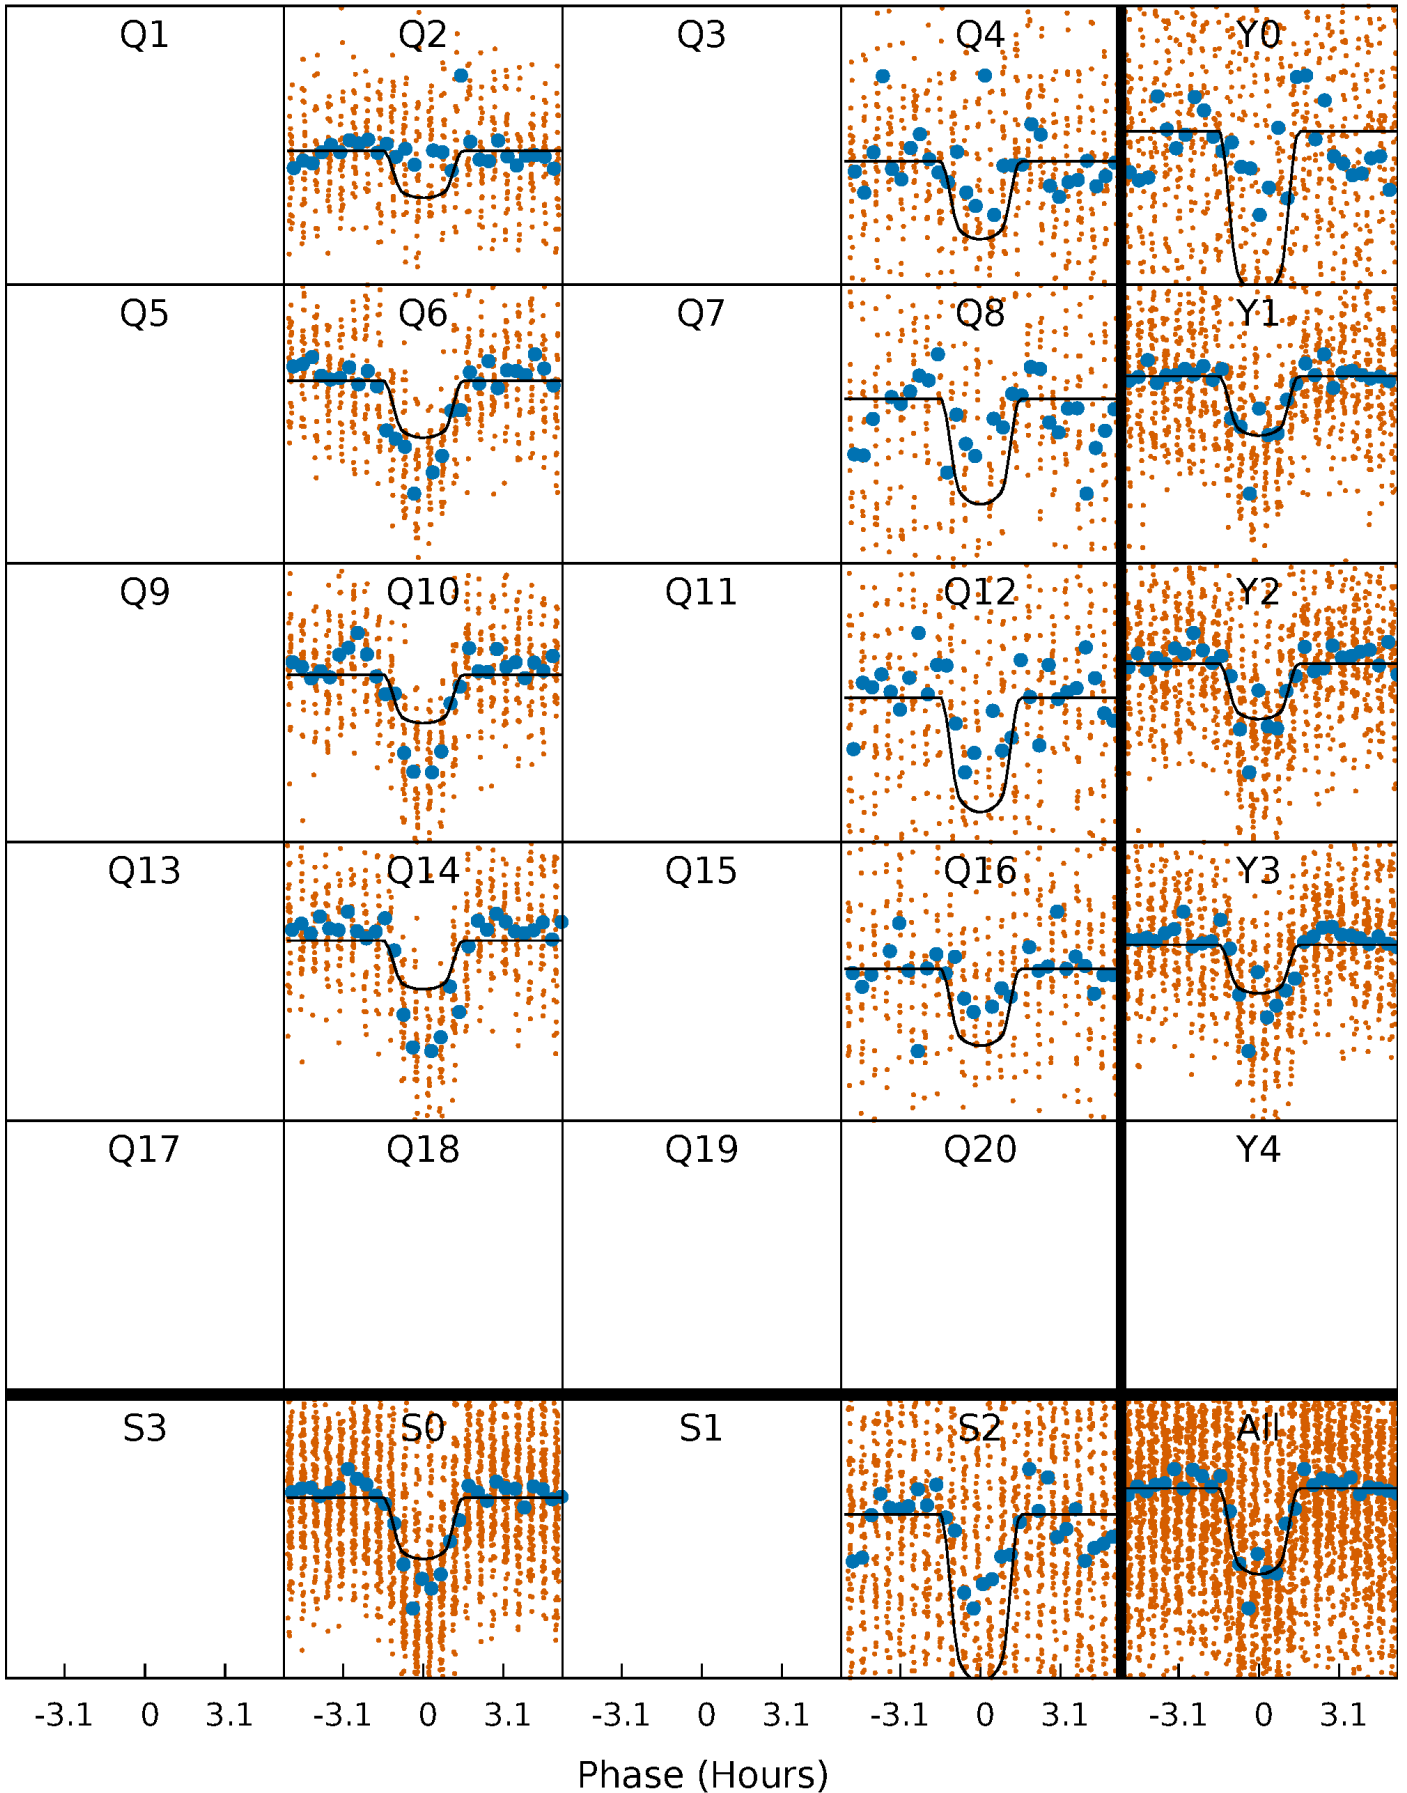 Q1 Q2 Q3 Q4 Y0
Q5 Q6 Q7 Q8 Y1
Q9 Q10 Q11 Q12 Y2
Q13 Q14 Q15 Q16 Y3
Q17 Q18 Q19 Q20 Y4
S3 S0 S1 S2 All
-3.1 0 3.1 -3.1 0 3.1 -3.1 0 3.1 -3.1 0 3.1 -3.1 0 3.1
Phase (Hours)